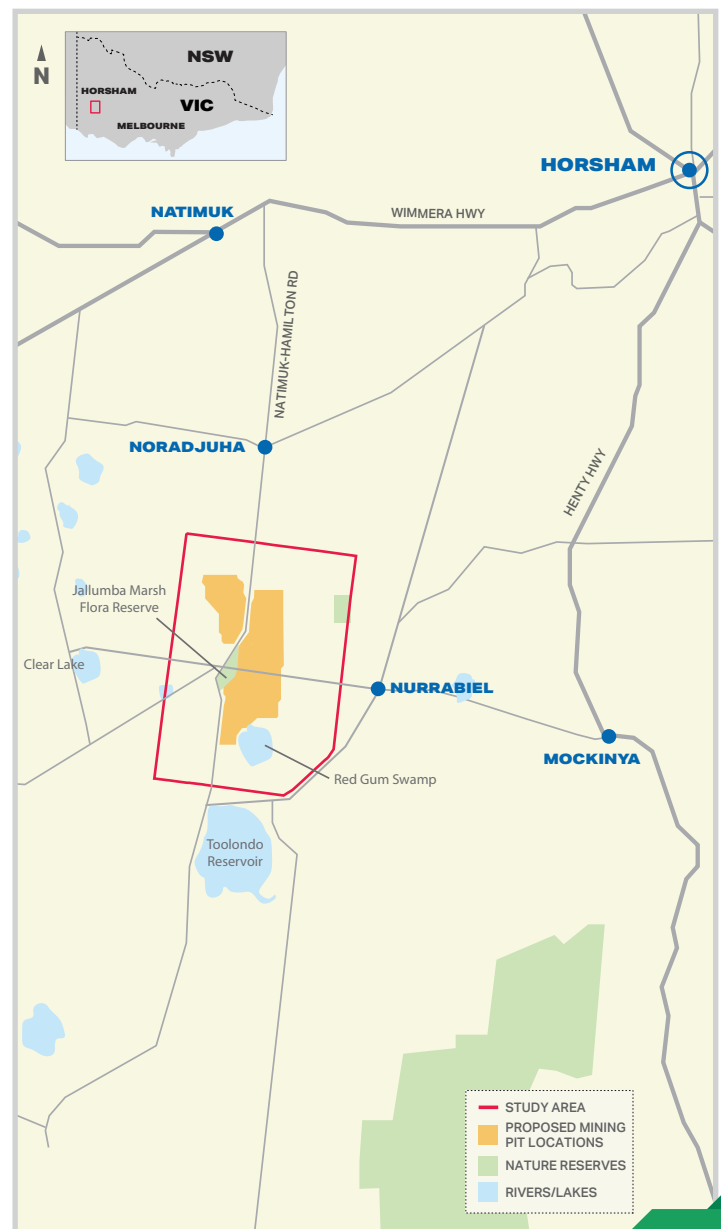 N
NSW
HORSHAM
VIC
MELBOURNE
HORSHAM
NATIMUK
WIMMERA HWY
NATIMUK-HAMILTON RD
NORADJUHA
HENTY HWY
Jallumba Marsh
Flora Reserve
Clear Lake
NURRABIEL
MOCKINYA
Red Gum Swamp
Toolondo
Reservoir
STUDY AREA
PROPOSED MINING
PIT LOCATIONS
NATURE RESERVES
RIVERS/LAKES